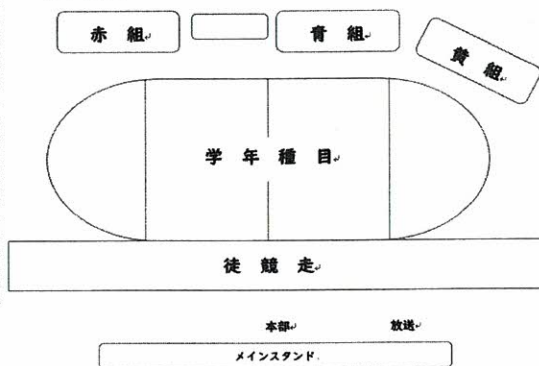 赤組
青組
黄組
学年種目
徒競走
本部
放送
メインスタンド